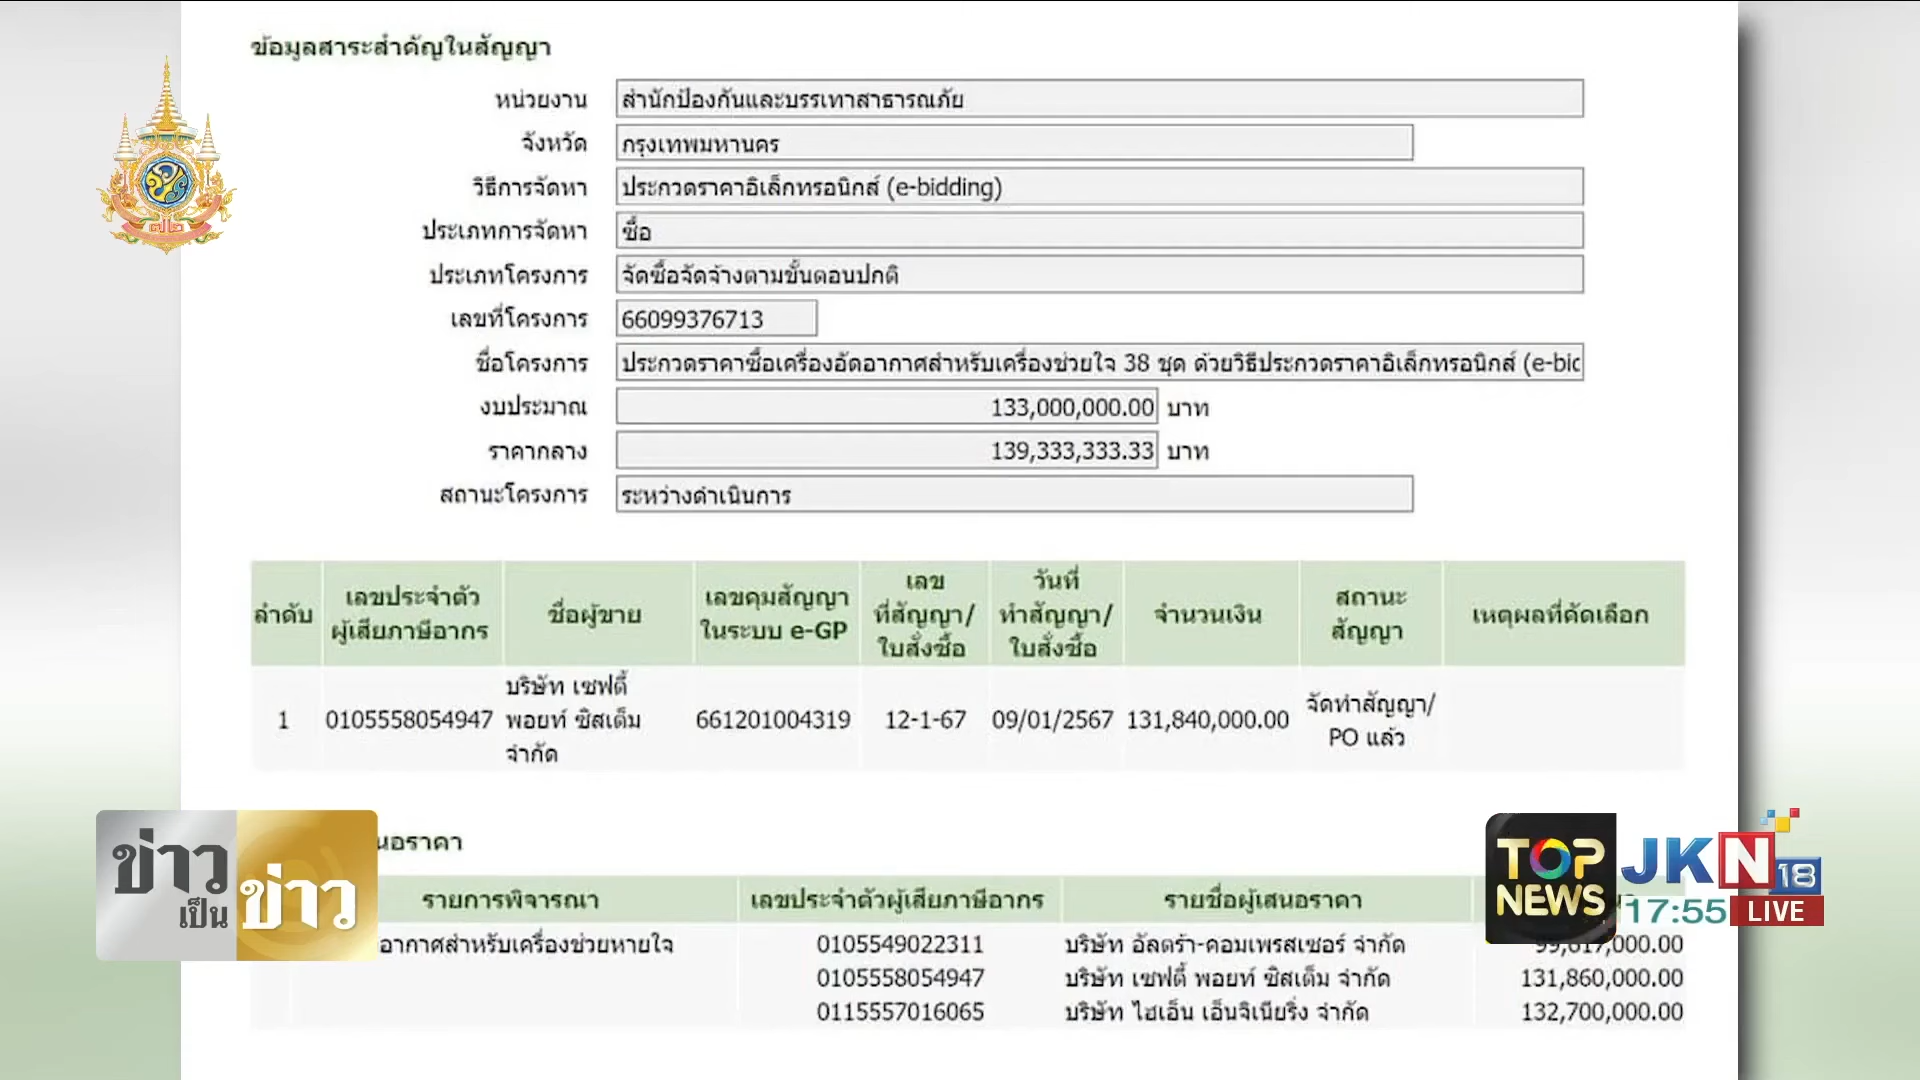 ข้อมูลสาระสำคัญในสัญญา
หน่วยงาน สำนักป้องกันและบรรเทาสาธารณภัย
จังหวัด กรุงเทพมหานคร
วิธีการจัดหา ประกวดราคาอิเล็กทรอนิกส์ (e-bidding)
ประเภทการจัดหา ซื้อ
ประเภทโครงการ จัดซื้อจัดจ้างตามขั้นตอนปกติ
เลขที่โครงการ 66099376713
ชื่อโครงการ ประกวดราคาซื้อเครื่องอัดอากาศสำหรับเครื่องช่วยใจ 38 ชุด ด้วยวิธีประกวดราคาอิเล็กทรอนิกส์ (e-bic
งบประมาณ 133,000,000.00 บาท
ราคากลาง 139,333,333.33 บาท
สถานะโครงการ ระหว่างดำเนินการ
ลำดับ เลขประจำตัวผู้เสียภาษีอากร ชื่อผู้ขาย เลขคุมสัญญาในระบบ e-GP เลขที่สัญญา/ใบสั่งซื้อ วันที่ทำสัญญา/ใบสั่งซื้อ จำนวนเงิน สถานะสัญญา เหตุผลที่คัดเลือก
1 0105558054947 บริษัท เซฟตี้ พอยท์ ซิสเต็ม จำกัด 661201004319 12-1-67 09/01/2567 131,840,000.00 จัดทำสัญญา/PO แล้ว
นอราคา
รายการพิจารณา เลขประจำตัวผู้เสียภาษีอากร รายชื่อผู้เสนอราคา
อากาศสำหรับเครื่องช่วยหายใจ 0105549022311 บริษัท อัลตร้า-คอมเพรสเซอร์ จำกัด 99,617,000.00
0105558054947 บริษัท เซฟตี้ พอยท์ ซิสเต็ม จำกัด 131,860,000.00
0115557016065 บริษัท ไฮเอ็น เอ็นจิเนียริ่ง จำกัด 132,700,000.00
ข่าว
เป็น
ข่าว
TOP NEWS
JKN 18
17:55 LIVE
๗๒